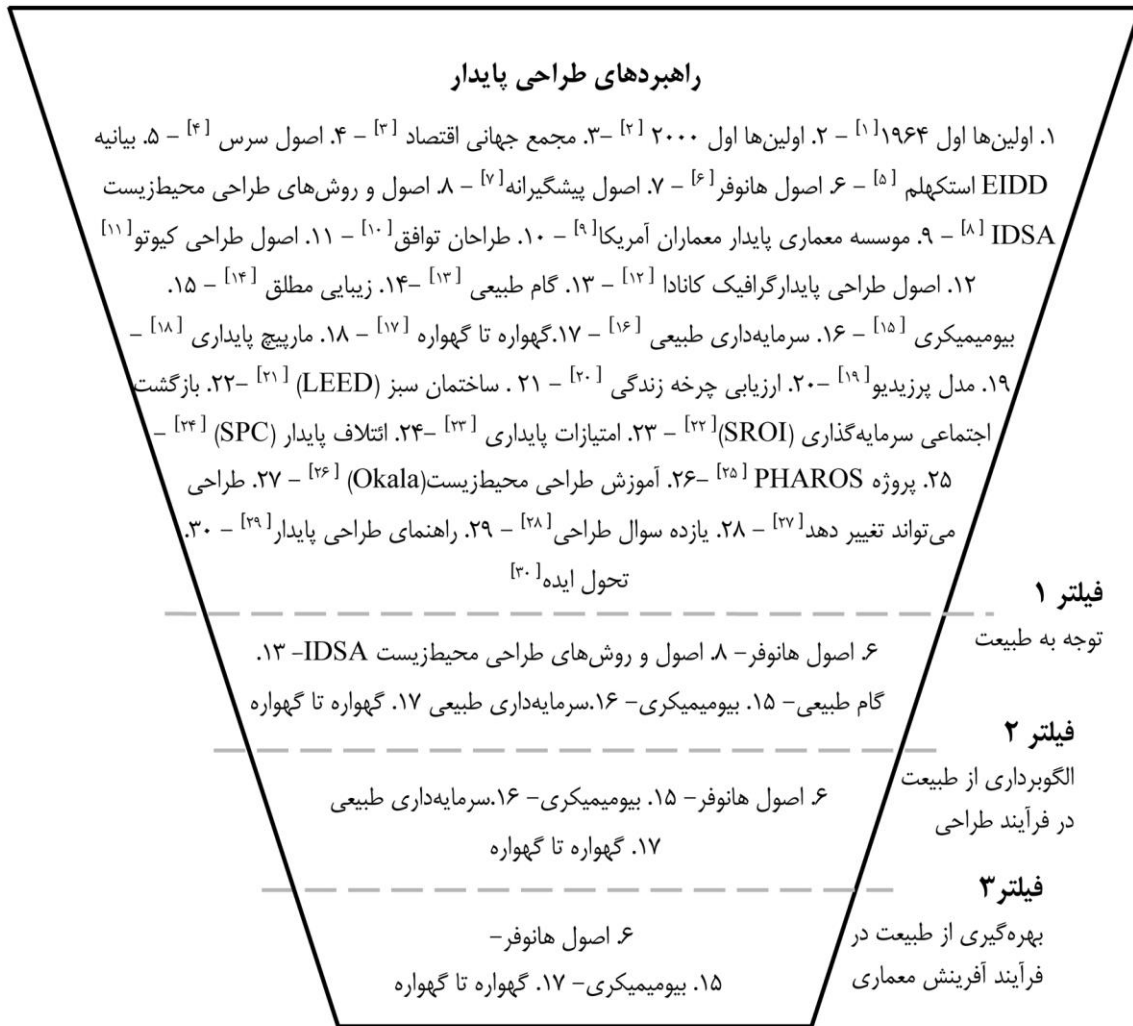 راهبردهای طراحی پایدار
۱. اولین‌ها اول ۱۹۶۴[۱] – ۲. اولین‌ها اول ۲۰۰۰ [۲] –۳. مجمع جهانی اقتصاد [۳] – ۴. اصول سرس [۴] – ۵. بیانیه
EIDD استکهلم [۵] – ۶. اصول هانوفر[۶] – ۷. اصول پیشگیرانه[۷] – ۸. اصول و روش‌های طراحی محیط‌زیست
IDSA [۸] – ۹. موسسه معماری پایدار معماران آمریکا[۹] – ۱۰. طراحان توافق[۱۰] – ۱۱. اصول طراحی کیوتو[۱۱]
۱۲. اصول طراحی پایدارگرافیک کانادا [۱۲] – ۱۳. گام طبیعی [۱۳] –۱۴. زیبایی مطلق [۱۴] – ۱۵.
بیومیمیکری [۱۵] – ۱۶. سرمایه‌داری طبیعی [۱۶] – ۱۷.گهواره تا گهواره [۱۷] – ۱۸. مارپیچ پایداری [۱۸] –
۱۹. مدل پرزیدیو[۱۹] –۲۰. ارزیابی چرخه زندگی [۲۰] – ۲۱ . ساختمان سبز (LEED) [۲۱] –۲۲. بازگشت
اجتماعی سرمایه‌گذاری (SROI)[۲۲] – ۲۳. امتیازات پایداری [۲۳] –۲۴. ائتلاف پایدار (SPC) [۲۴] –
۲۵. پروژه PHAROS [۲۵] –۲۶. آموزش طراحی محیط‌زیست(Okala) [۲۶] – ۲۷. طراحی
می‌تواند تغییر دهد[۲۷] – ۲۸. یازده سوال طراحی[۲۸] – ۲۹. راهنمای طراحی پایدار[۲۹] – ۳۰.
تحول ایده[۳۰]
فیلتر ۱
توجه به طبیعت
۶. اصول هانوفر– ۸. اصول و روش‌های طراحی محیط‌زیست IDSA– ۱۳.
گام طبیعی– ۱۵. بیومیمیکری– ۱۶.سرمایه‌داری طبیعی ۱۷. گهواره تا گهواره
فیلتر ۲
الگوبرداری از طبیعت
در فرآیند طراحی
۶. اصول هانوفر– ۱۵. بیومیمیکری– ۱۶.سرمایه‌داری طبیعی
۱۷. گهواره تا گهواره
فیلتر۳
بهره‌گیری از طبیعت در
فرآیند آفرینش معماری
۶. اصول هانوفر–
۱۵. بیومیمیکری– ۱۷. گهواره تا گهواره